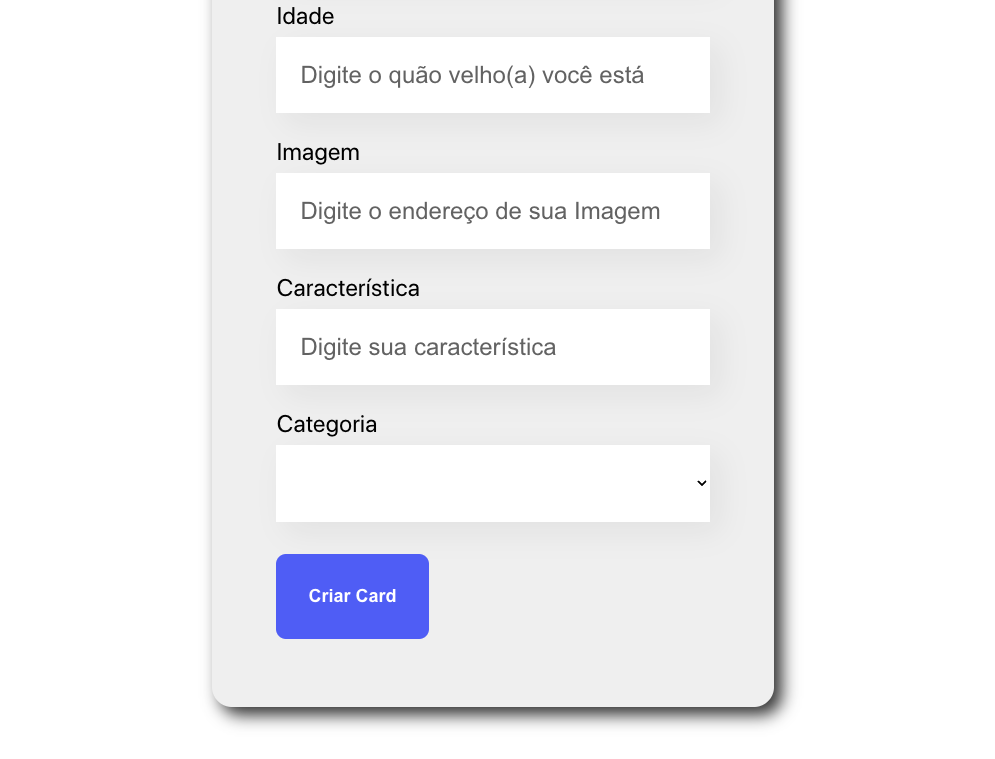 Idade
Digite o quão velho(a) você está
Imagem
Digite o endereço de sua Imagem
Característica
Digite sua característica
Categoria
Criar Card